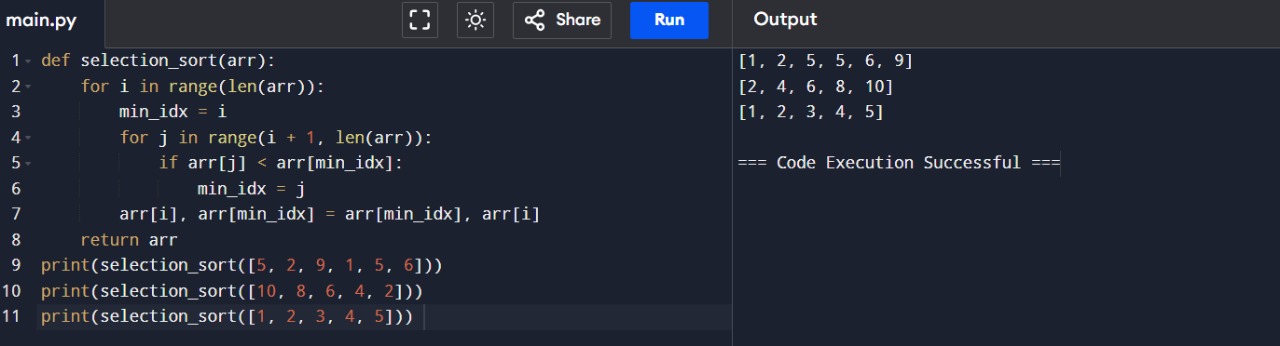 main.py
Share
Run
Output
1 def selection_sort(arr):
2     for i in range(len(arr)):
3         min_idx = i
4         for j in range(i + 1, len(arr)):
5             if arr[j] < arr[min_idx]:
6                 min_idx = j
7         arr[i], arr[min_idx] = arr[min_idx], arr[i]
8     return arr
9 print(selection_sort([5, 2, 9, 1, 5, 6]))
10 print(selection_sort([10, 8, 6, 4, 2]))
11 print(selection_sort([1, 2, 3, 4, 5]))
[1, 2, 5, 5, 6, 9]
[2, 4, 6, 8, 10]
[1, 2, 3, 4, 5]
=== Code Execution Successful ===